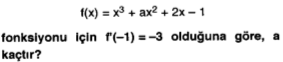 f(x) = x³ + ax² + 2x – 1
fonksiyonu için f'(–1) = –3 olduğuna göre, a
kaçtır?